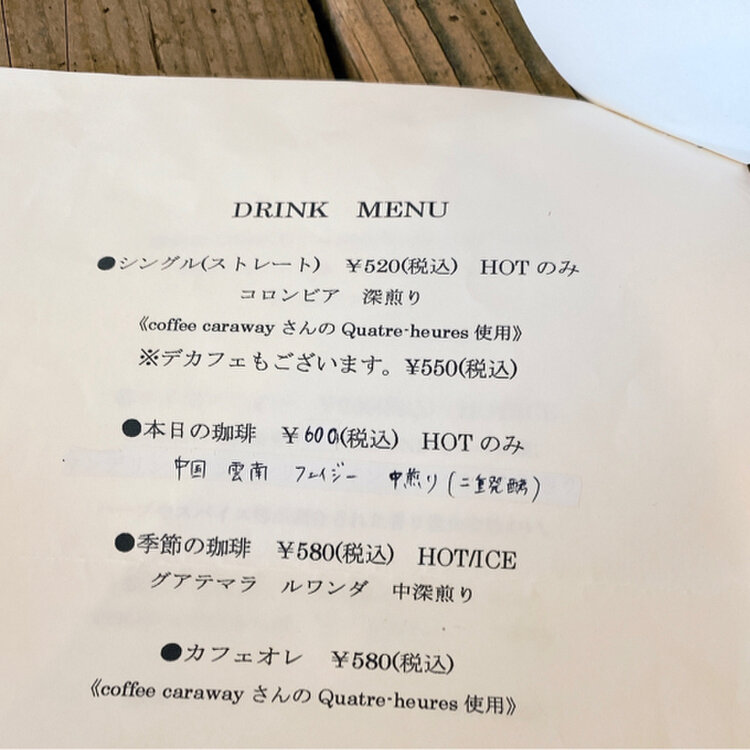 DRINK MENU
●シングル(ストレート) ￥520(税込) HOTのみ
コロンビア 深煎り
《coffee caraway さんの Quatre-heures 使用》
※デカフェもございます。￥550(税込)
●本日の珈琲 ￥600(税込) HOTのみ
中国 雲南 フェイジー 中煎り(二重発酵)
●季節の珈琲 ￥580(税込) HOT/ICE
グアテマラ ルワンダ 中深煎り
●カフェオレ ￥580(税込)
《coffee caraway さんの Quatre-heures 使用》